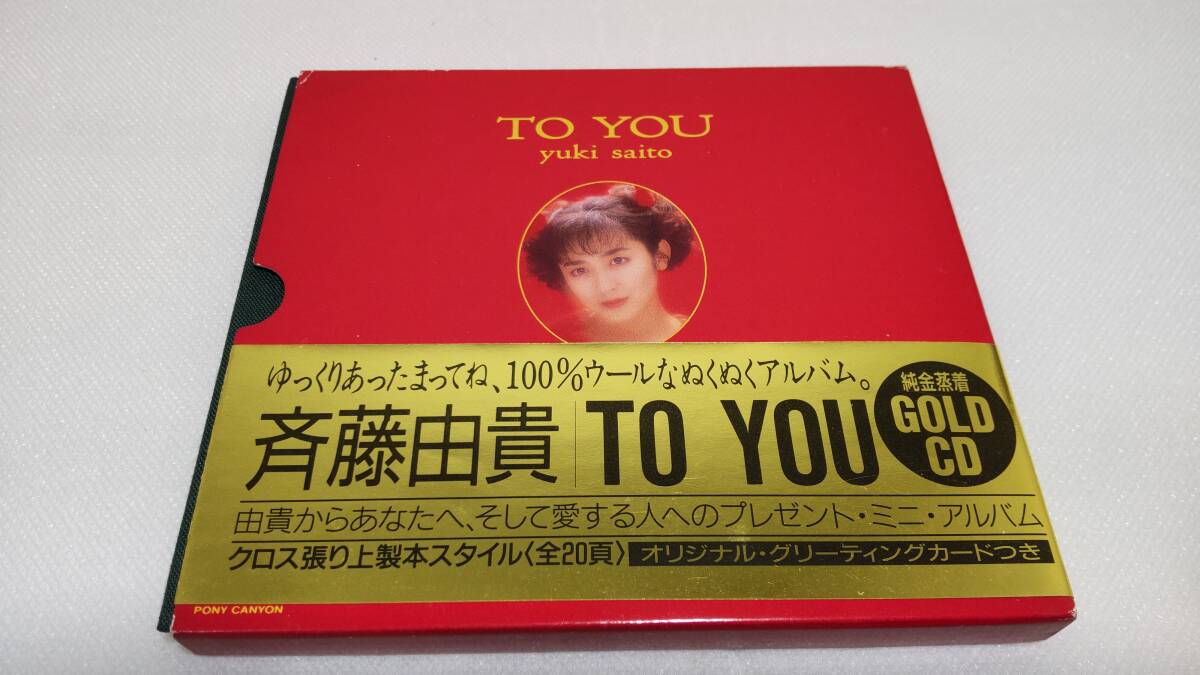 TO YOU
yuki saito
ゆっくりあったまってね、100%ウールなぬくぬくアルバム。
斉藤由貴 TO YOU
純金蒸着
GOLD
CD
由貴からあなたへ、そして愛する人へのプレゼント・ミニ・アルバム
クロス張り上製本スタイル〈全20頁〉 オリジナル・グリーティングカードつき
PONY CANYON